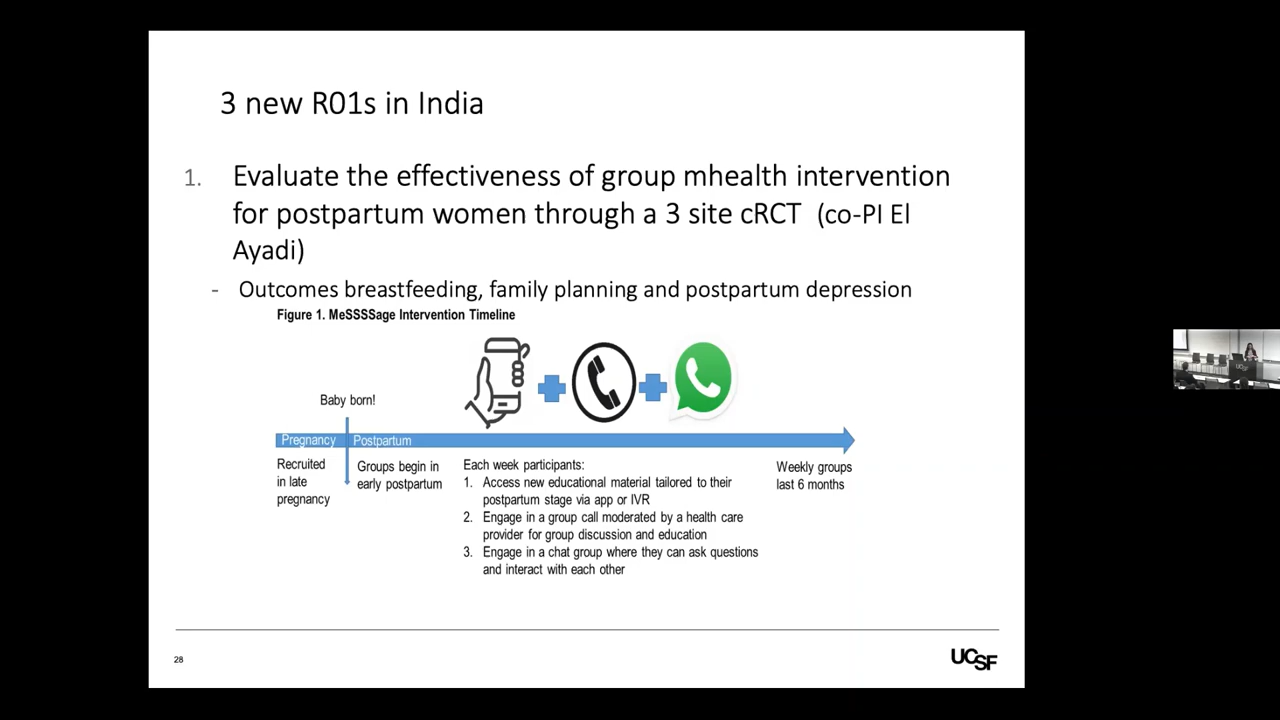 3 new R01s in India
1. Evaluate the effectiveness of group mhealth intervention
for postpartum women through a 3 site cRCT (co-PI El
Ayadi)
- Outcomes breastfeeding, family planning and postpartum depression
Figure 1. MeSSSSage Intervention Timeline
Baby born!
Pregnancy Postpartum
Recruited
in late
pregnancy
Groups begin in
early postpartum
Each week participants:
1. Access new educational material tailored to their
postpartum stage via app or IVR
2. Engage in a group call moderated by a health care
provider for group discussion and education
3. Engage in a chat group where they can ask questions
and interact with each other
Weekly groups
last 6 months
28
UCSF
UCSF